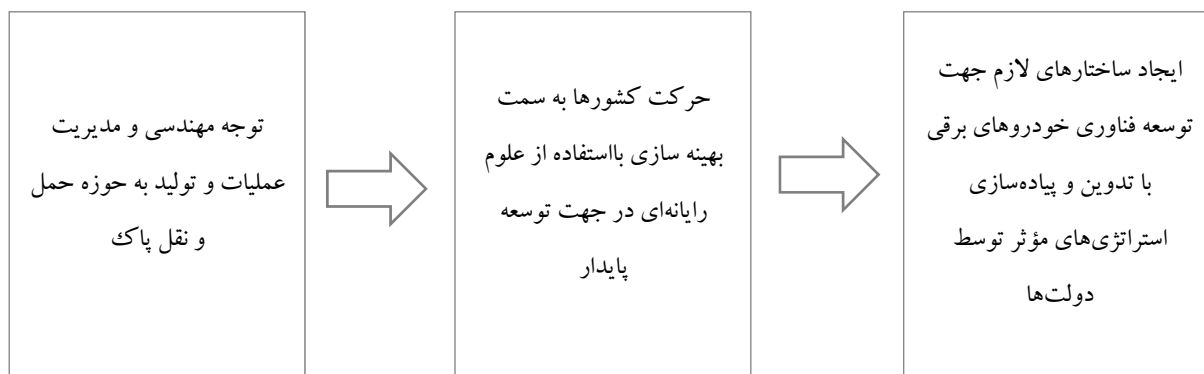 توجه مهندسی و مدیریت
عملیات و تولید به حوزه حمل
و نقل پاک
حرکت کشورها به سمت
بهینه سازی بااستفاده از علوم
رایانه‌ای در جهت توسعه
پایدار
ایجاد ساختارهای لازم جهت
توسعه فناوری خودروهای برقی
با تدوین و پیاده‌سازی
استراتژی‌های مؤثر توسط
دولت‌ها